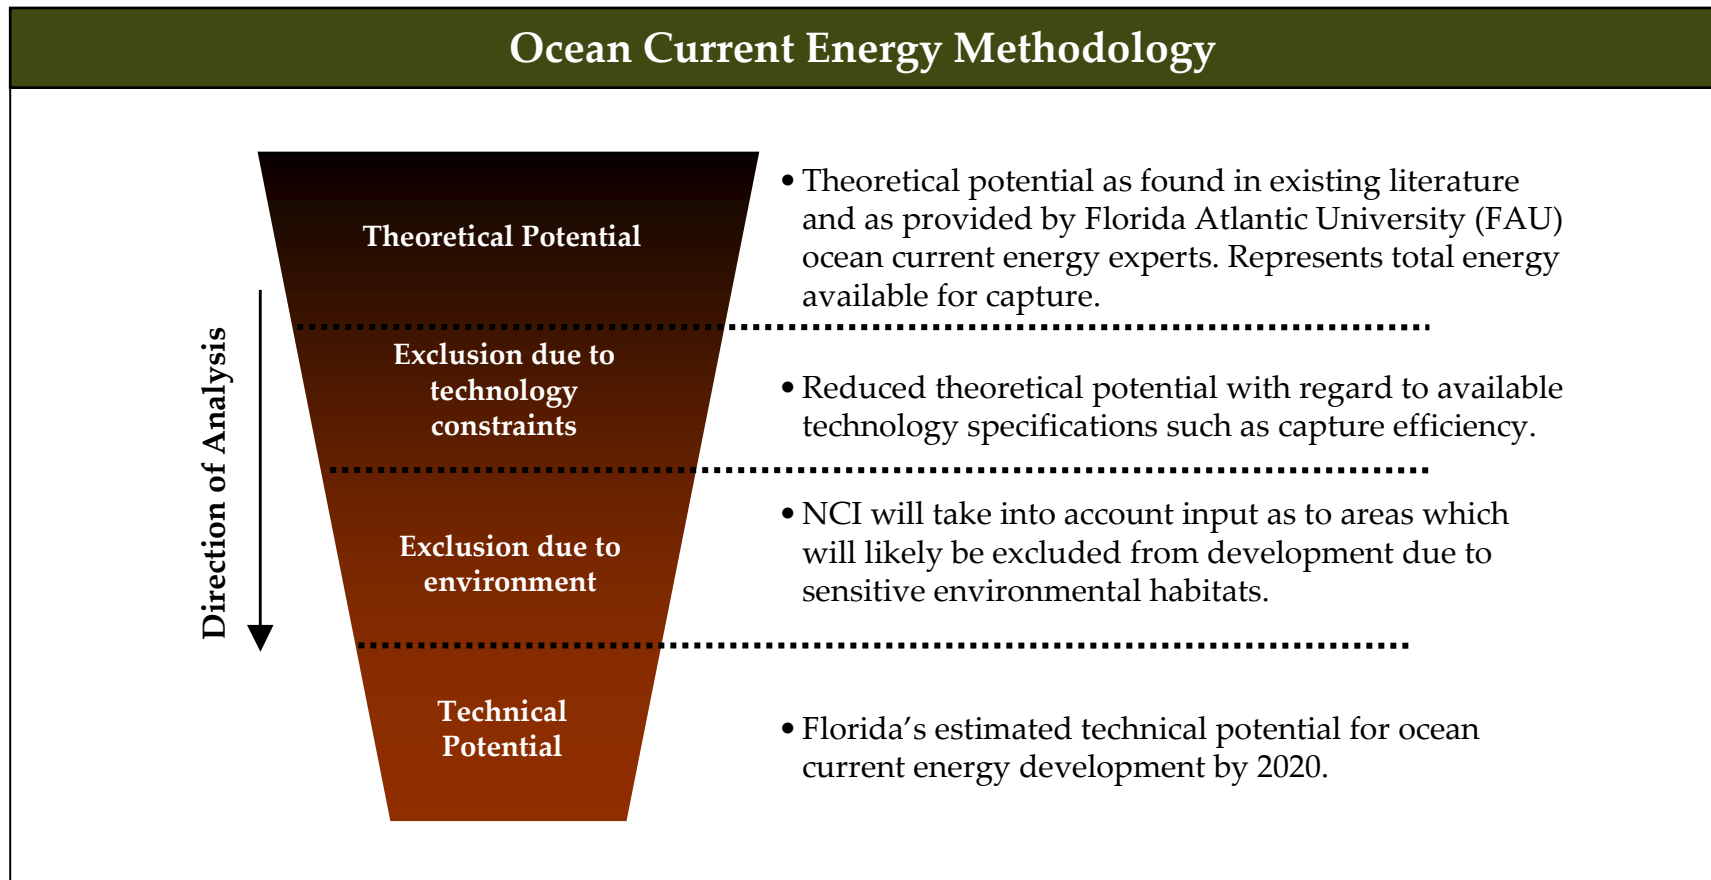 Ocean Current Energy Methodology
Direction of Analysis
Theoretical Potential
• Theoretical potential as found in existing literature
and as provided by Florida Atlantic University (FAU)
ocean current energy experts. Represents total energy
available for capture.
Exclusion due to
technology
constraints
• Reduced theoretical potential with regard to available
technology specifications such as capture efficiency.
Exclusion due to
environment
• NCI will take into account input as to areas which
will likely be excluded from development due to
sensitive environmental habitats.
Technical
Potential
• Florida’s estimated technical potential for ocean
current energy development by 2020.